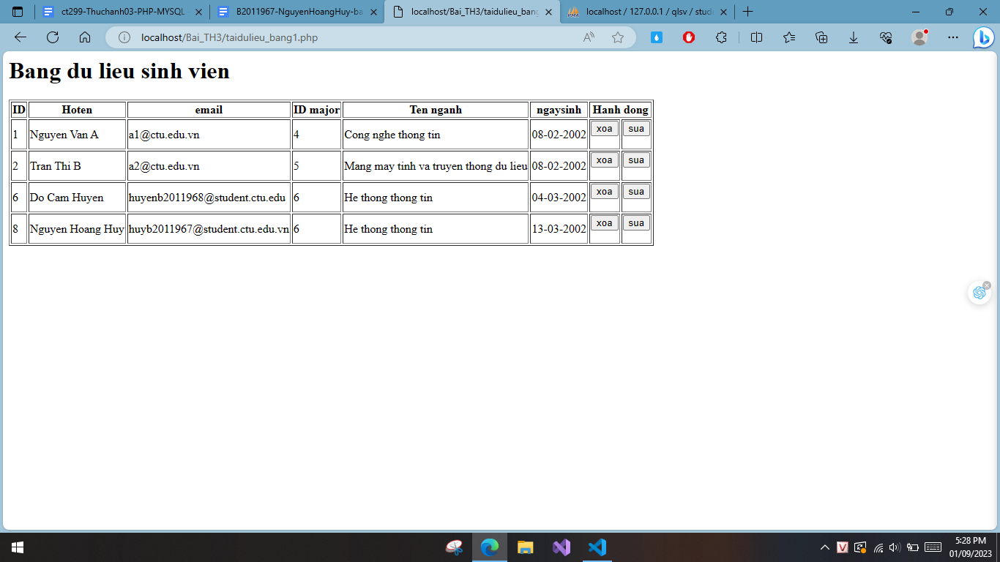 ct299-Thuchanh03-PHP-MYSQL
B2011967-NguyenHoangHuy-ba
localhost/Bai_TH3/taidulieu_bang
localhost / 127.0.0.1 / qlsv / stud
localhost/Bai_TH3/taidulieu_bang1.php
Bang du lieu sinh vien
ID Hoten email ID major Ten nganh ngaysinh Hanh dong
1 Nguyen Van A a1@ctu.edu.vn 4 Cong nghe thong tin 08-02-2002 xoa sua
2 Tran Thi B a2@ctu.edu.vn 5 Mang may tinh va truyen thong du lieu 08-02-2002 xoa sua
6 Do Cam Huyen huyenb2011968@student.ctu.edu 6 He thong thong tin 04-03-2002 xoa sua
8 Nguyen Hoang Huy huyb2011967@student.ctu.edu.vn 6 He thong thong tin 13-03-2002 xoa sua
5:28 PM
01/09/2023